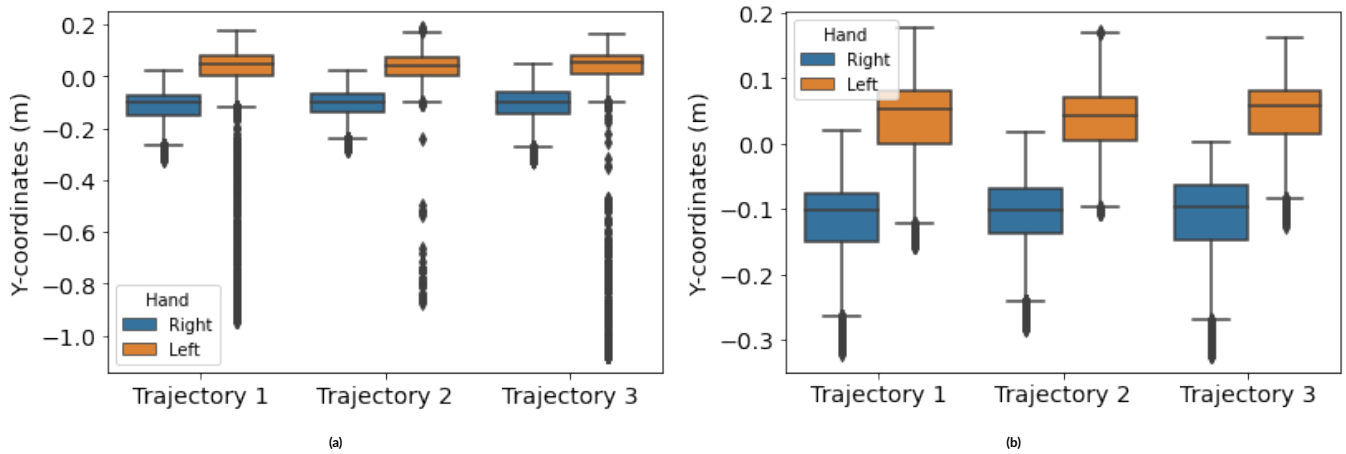 0.2
0.0
−0.2
−0.4
−0.6
−0.8
−1.0
Y-coordinates (m)
Hand
Right
Left
Trajectory 1 Trajectory 2 Trajectory 3
(a)
0.2
0.1
0.0
−0.1
−0.2
−0.3
Y-coordinates (m)
Hand
Right
Left
Trajectory 1 Trajectory 2 Trajectory 3
(b)